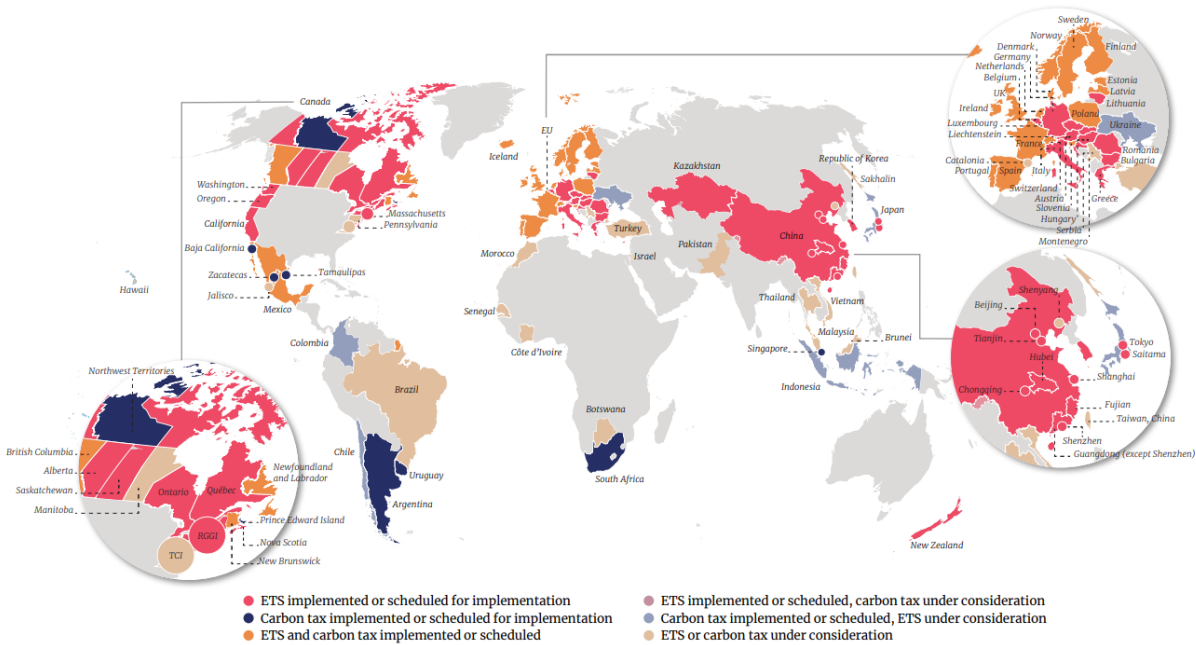 Canada
Washington
Oregon
California
Baja California
Zacatecas
Jalisco
Mexico
Tamaulipas
Massachusetts
Pennsylvania
Hawaii
Colombia
Brazil
Chile
Uruguay
Argentina
Iceland
EU
Morocco
Senegal
Côte d'Ivoire
Turkey
Israel
Botswana
South Africa
Kazakhstan
Pakistan
China
Republic of Korea
Sakhalin
Japan
Thailand
Vietnam
Malaysia
Brunei
Singapore
Indonesia
New Zealand
Sweden
Norway
Denmark
Germany
Netherlands
Belgium
UK
Ireland
Luxembourg
Liechtenstein
France
Catalonia
Portugal
Spain
Italy
Switzerland
Austria
Slovenia
Hungary
Serbia
Montenegro
Greece
Bulgaria
Romania
Ukraine
Poland
Lithuania
Latvia
Estonia
Finland
Northwest Territories
British Columbia
Alberta
Saskatchewan
Manitoba
Ontario
Québec
Newfoundland
and Labrador
Prince Edward Island
Nova Scotia
New Brunswick
RGGI
TCI
Shenyang
Beijing
Tianjin
Hubei
Chongqing
Tokyo
Saitama
Shanghai
Fujian
Taiwan, China
Shenzhen
Guangdong (except Shenzhen)
ETS implemented or scheduled for implementation
Carbon tax implemented or scheduled for implementation
ETS and carbon tax implemented or scheduled
ETS implemented or scheduled, carbon tax under consideration
Carbon tax implemented or scheduled, ETS under consideration
ETS or carbon tax under consideration